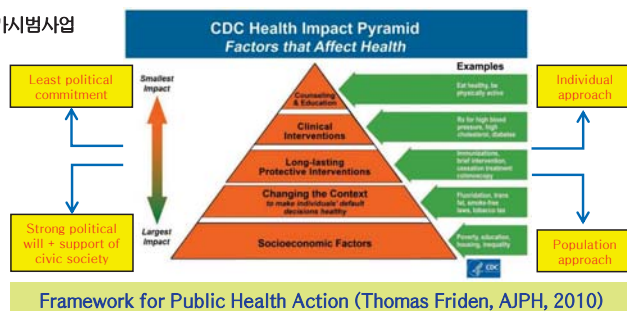 가시범사업
CDC Health Impact Pyramid
Factors that Affect Health
Least political
commitment
Smallest
Impact
Largest
Impact
Strong political
will + support of
civic society
Counseling
& Education
Clinical
Interventions
Long-lasting
Protective Interventions
Changing the Context
to make individuals' default
decisions healthy
Socioeconomic Factors
Examples
Eat healthy, be
physically active
Rx for high blood
pressure, high
cholesterol, diabetes
Immunizations,
brief intervention,
cessation treatment
colonoscopy
Fluoridation, trans
fat, smoke-free
laws, tobacco tax
Poverty, education,
housing, inequality
CDC
Individual
approach
Population
approach
Framework for Public Health Action (Thomas Friden, AJPH, 2010)